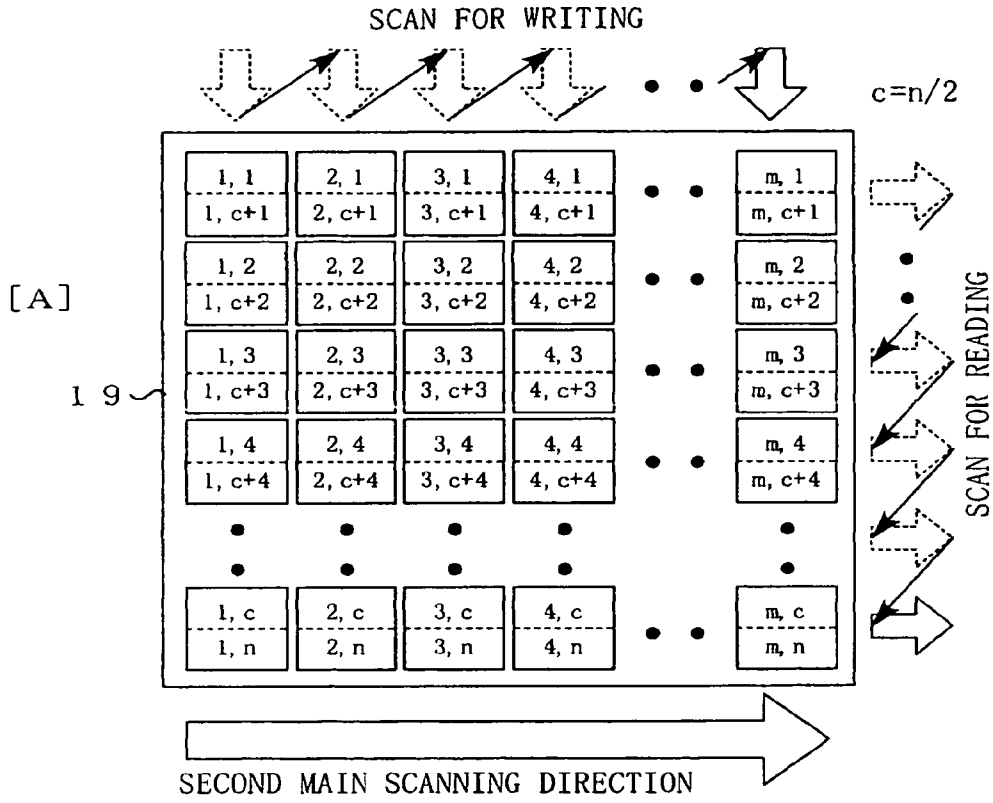 SCAN FOR WRITING
c=n/2
1, 1 2, 1 3, 1 4, 1 m, 1
1, c+1 2, c+1 3, c+1 4, c+1 m, c+1
1, 2 2, 2 3, 2 4, 2 m, 2
1, c+2 2, c+2 3, c+2 4, c+2 m, c+2
[A]
1, 3 2, 3 3, 3 4, 3 m, 3
1, c+3 2, c+3 3, c+3 4, c+3 m, c+3
19
1, 4 2, 4 3, 4 4, 4 m, 4
1, c+4 2, c+4 3, c+4 4, c+4 m, c+4
1, c 2, c 3, c 4, c m, c
1, n 2, n 3, n 4, n m, n
SCAN FOR READING
SECOND MAIN SCANNING DIRECTION